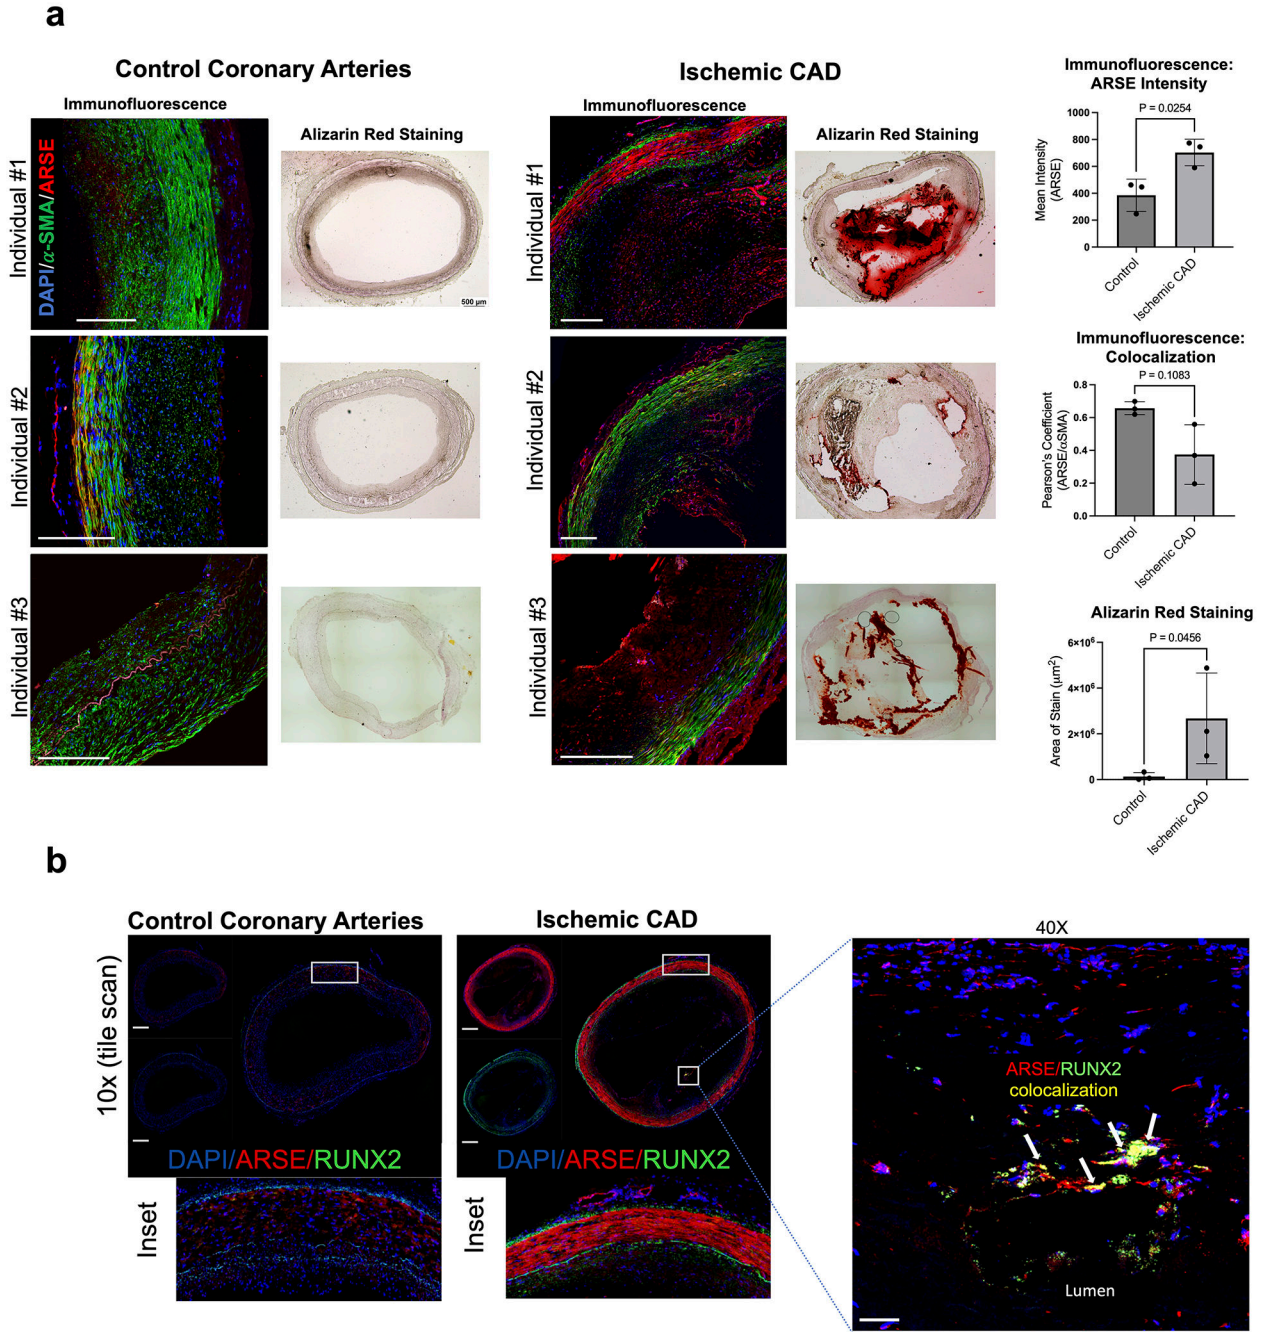 a
Control Coronary Arteries
Immunofluorescence
Alizarin Red Staining
Individual #1
DAPI/α-SMA/ARSE
500 µm
Individual #2
Individual #3
Ischemic CAD
Immunofluorescence
Alizarin Red Staining
Individual #1
Individual #2
Individual #3
Immunofluorescence:
ARSE Intensity
P = 0.0254
Mean Intensity
(ARSE)
1000
800
600
400
200
0
Control
Ischemic CAD
Immunofluorescence:
Colocalization
P = 0.1083
Pearson's Coefficient
(ARSE/αSMA)
0.8
0.6
0.4
0.2
0.0
Control
Ischemic CAD
Alizarin Red Staining
P = 0.0456
Area of Stain (µm²)
6×10⁶
4×10⁶
2×10⁶
0
Control
Ischemic CAD
b
Control Coronary Arteries
10x (tile scan)
DAPI/ARSE/RUNX2
Inset
Ischemic CAD
DAPI/ARSE/RUNX2
Inset
40X
ARSE/RUNX2
colocalization
Lumen